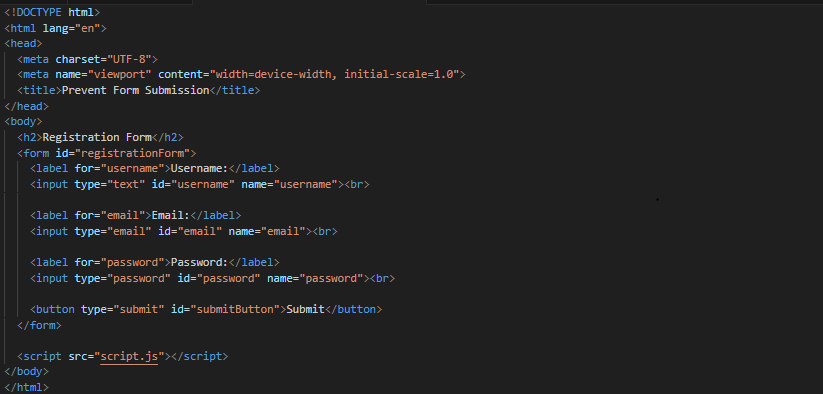 <!DOCTYPE html>
<html lang="en">
<head>
<meta charset="UTF-8">
<meta name="viewport" content="width=device-width, initial-scale=1.0">
<title>Prevent Form Submission</title>
</head>
<body>
<h2>Registration Form</h2>
<form id="registrationForm">
<label for="username">Username:</label>
<input type="text" id="username" name="username"><br>
<label for="email">Email:</label>
<input type="email" id="email" name="email"><br>
<label for="password">Password:</label>
<input type="password" id="password" name="password"><br>
<button type="submit" id="submitButton">Submit</button>
</form>
<script src="script.js"></script>
</body>
</html>